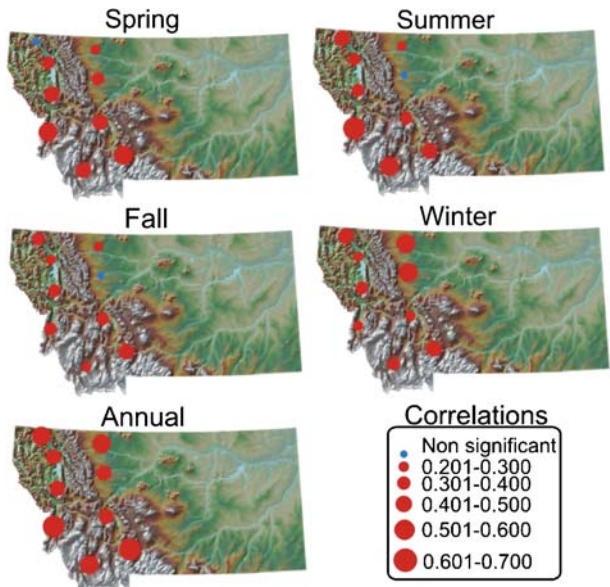 Spring
Summer
Fall
Winter
Annual
Correlations
Non significant
0.201-0.300
0.301-0.400
0.401-0.500
0.501-0.600
0.601-0.700